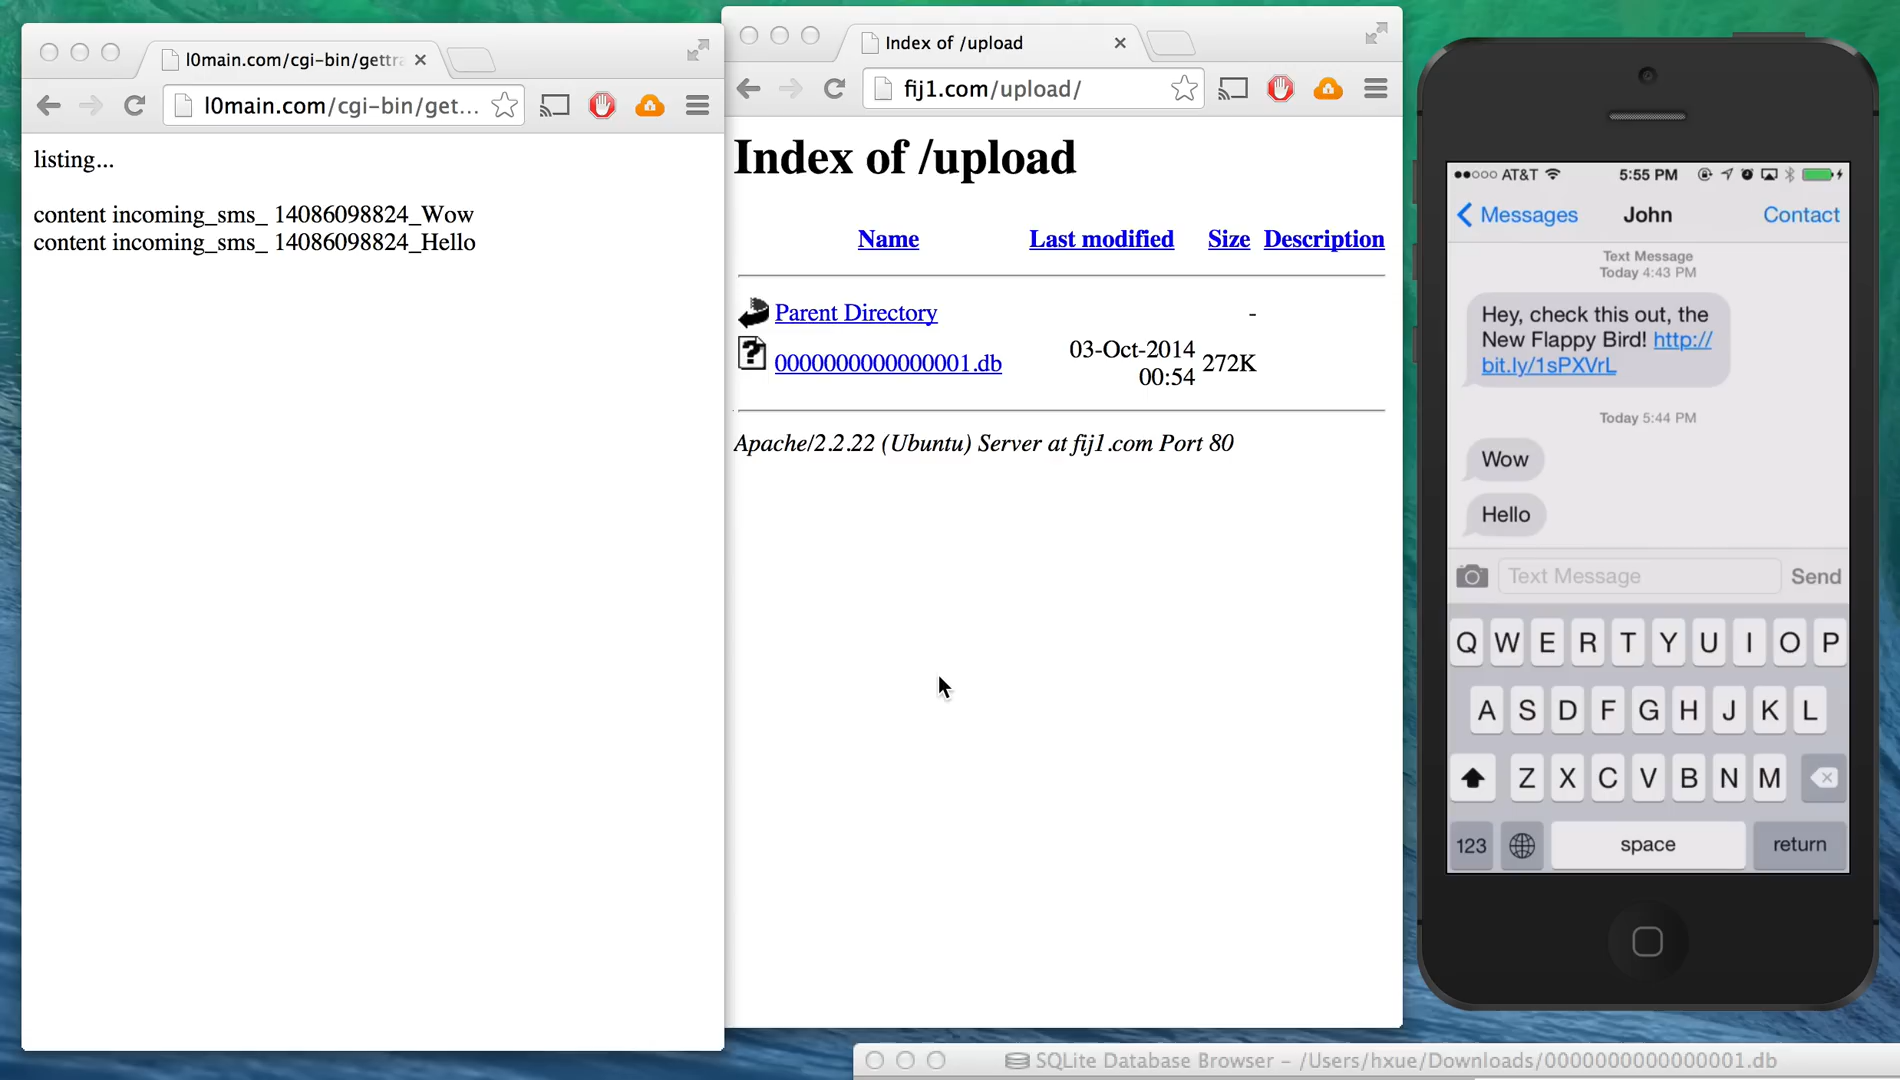 l0main.com/cgi-bin/gettra
l0main.com/cgi-bin/get...
listing...
content incoming_sms_ 14086098824_Wow
content incoming_sms_ 14086098824_Hello
Index of /upload
fij1.com/upload/
Index of /upload
Name Last modified Size Description
Parent Directory -
0000000000000001.db 03-Oct-2014 00:54 272K
Apache/2.2.22 (Ubuntu) Server at fij1.com Port 80
AT&T 5:55 PM
Messages John Contact
Text Message
Today 4:43 PM
Hey, check this out, the
New Flappy Bird! http://
bit.ly/1sPXVrL
Today 5:44 PM
Wow
Hello
Text Message Send
Q W E R T Y U I O P
A S D F G H J K L
Z X C V B N M
123 space return
SQLite Database Browser - /Users/hxue/Downloads/0000000000000001.db